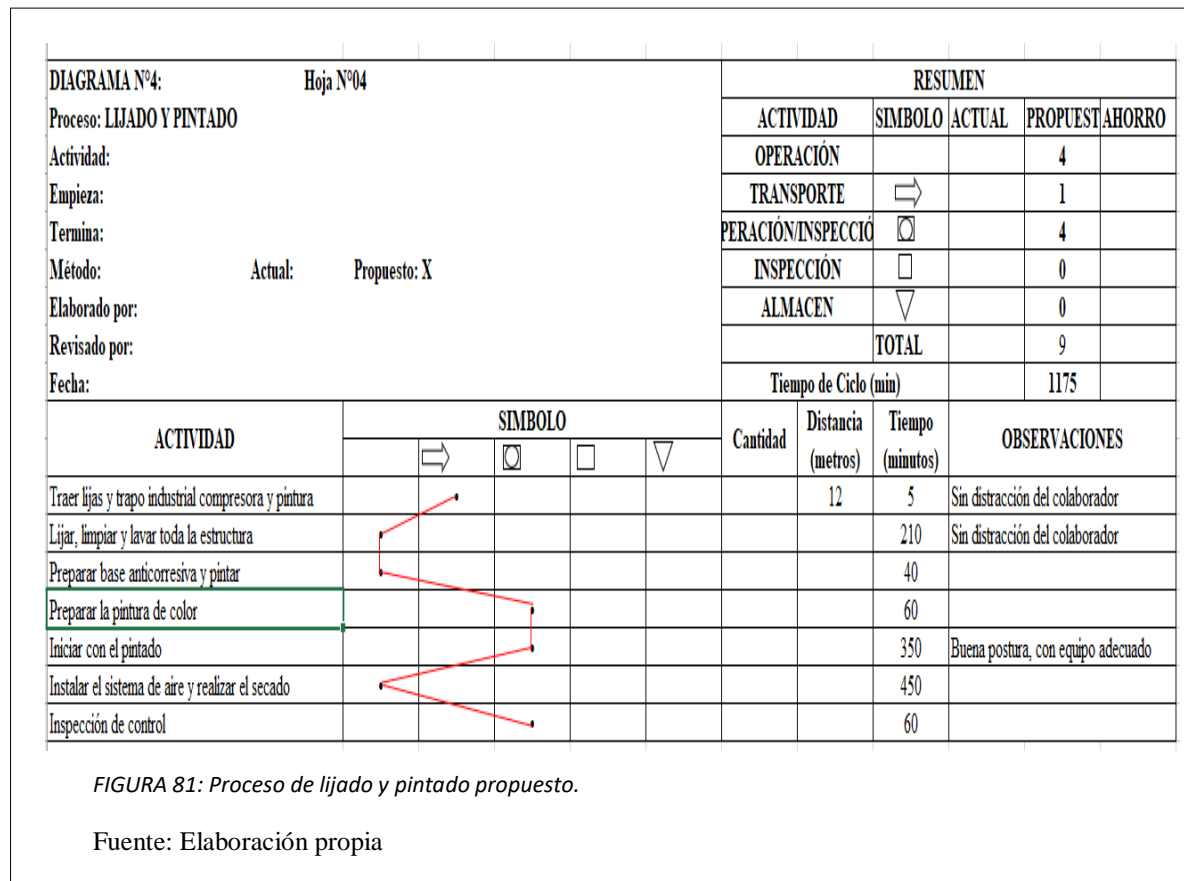 DIAGRAMA Nº4: Hoja Nº04
RESUMEN
Proceso: LIJADO Y PINTADO
ACTIVIDAD SIMBOLO ACTUAL PROPUEST AHORRO
Actividad:
OPERACIÓN 4
Empieza:
TRANSPORTE 1
Termina:
PERACIÓN/INSPECCIÓ 4
Método: Actual: Propuesto: X
INSPECCIÓN 0
Elaborado por:
ALMACEN 0
Revisado por:
TOTAL 9
Fecha:
Tiempo de Ciclo (min) 1175
ACTIVIDAD SIMBOLO Cantidad Distancia (metros) Tiempo (minutos) OBSERVACIONES
Traer lijas y trapo industrial compresora y pintura 12 5 Sin distracción del colaborador
Lijar, limpiar y lavar toda la estructura 210 Sin distracción del colaborador
Preparar base anticorresiva y pintar 40
Preparar la pintura de color 60
Iniciar con el pintado 350 Buena postura, con equipo adecuado
Instalar el sistema de aire y realizar el secado 450
Inspección de control 60
FIGURA 81: Proceso de lijado y pintado propuesto.
Fuente: Elaboración propia